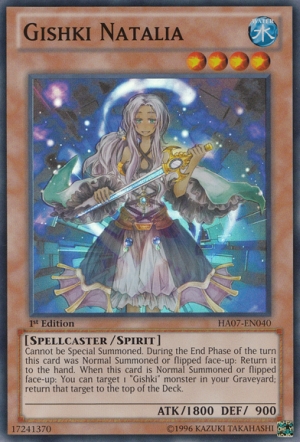 GISHKI NATALIA
WATER
水
1st Edition
HA07-EN040
[SPELLCASTER / SPIRIT]
Cannot be Special Summoned. During the End Phase of the turn
this card was Normal Summoned or flipped face-up: Return it
to the hand. When this card is Normal Summoned or
flipped face-up: You can target 1 "Gishki" monster in your Graveyard;
return that target to the top of the Deck.
ATK/1800 DEF/ 900
17241370
©1996 KAZUKI TAKAHASHI